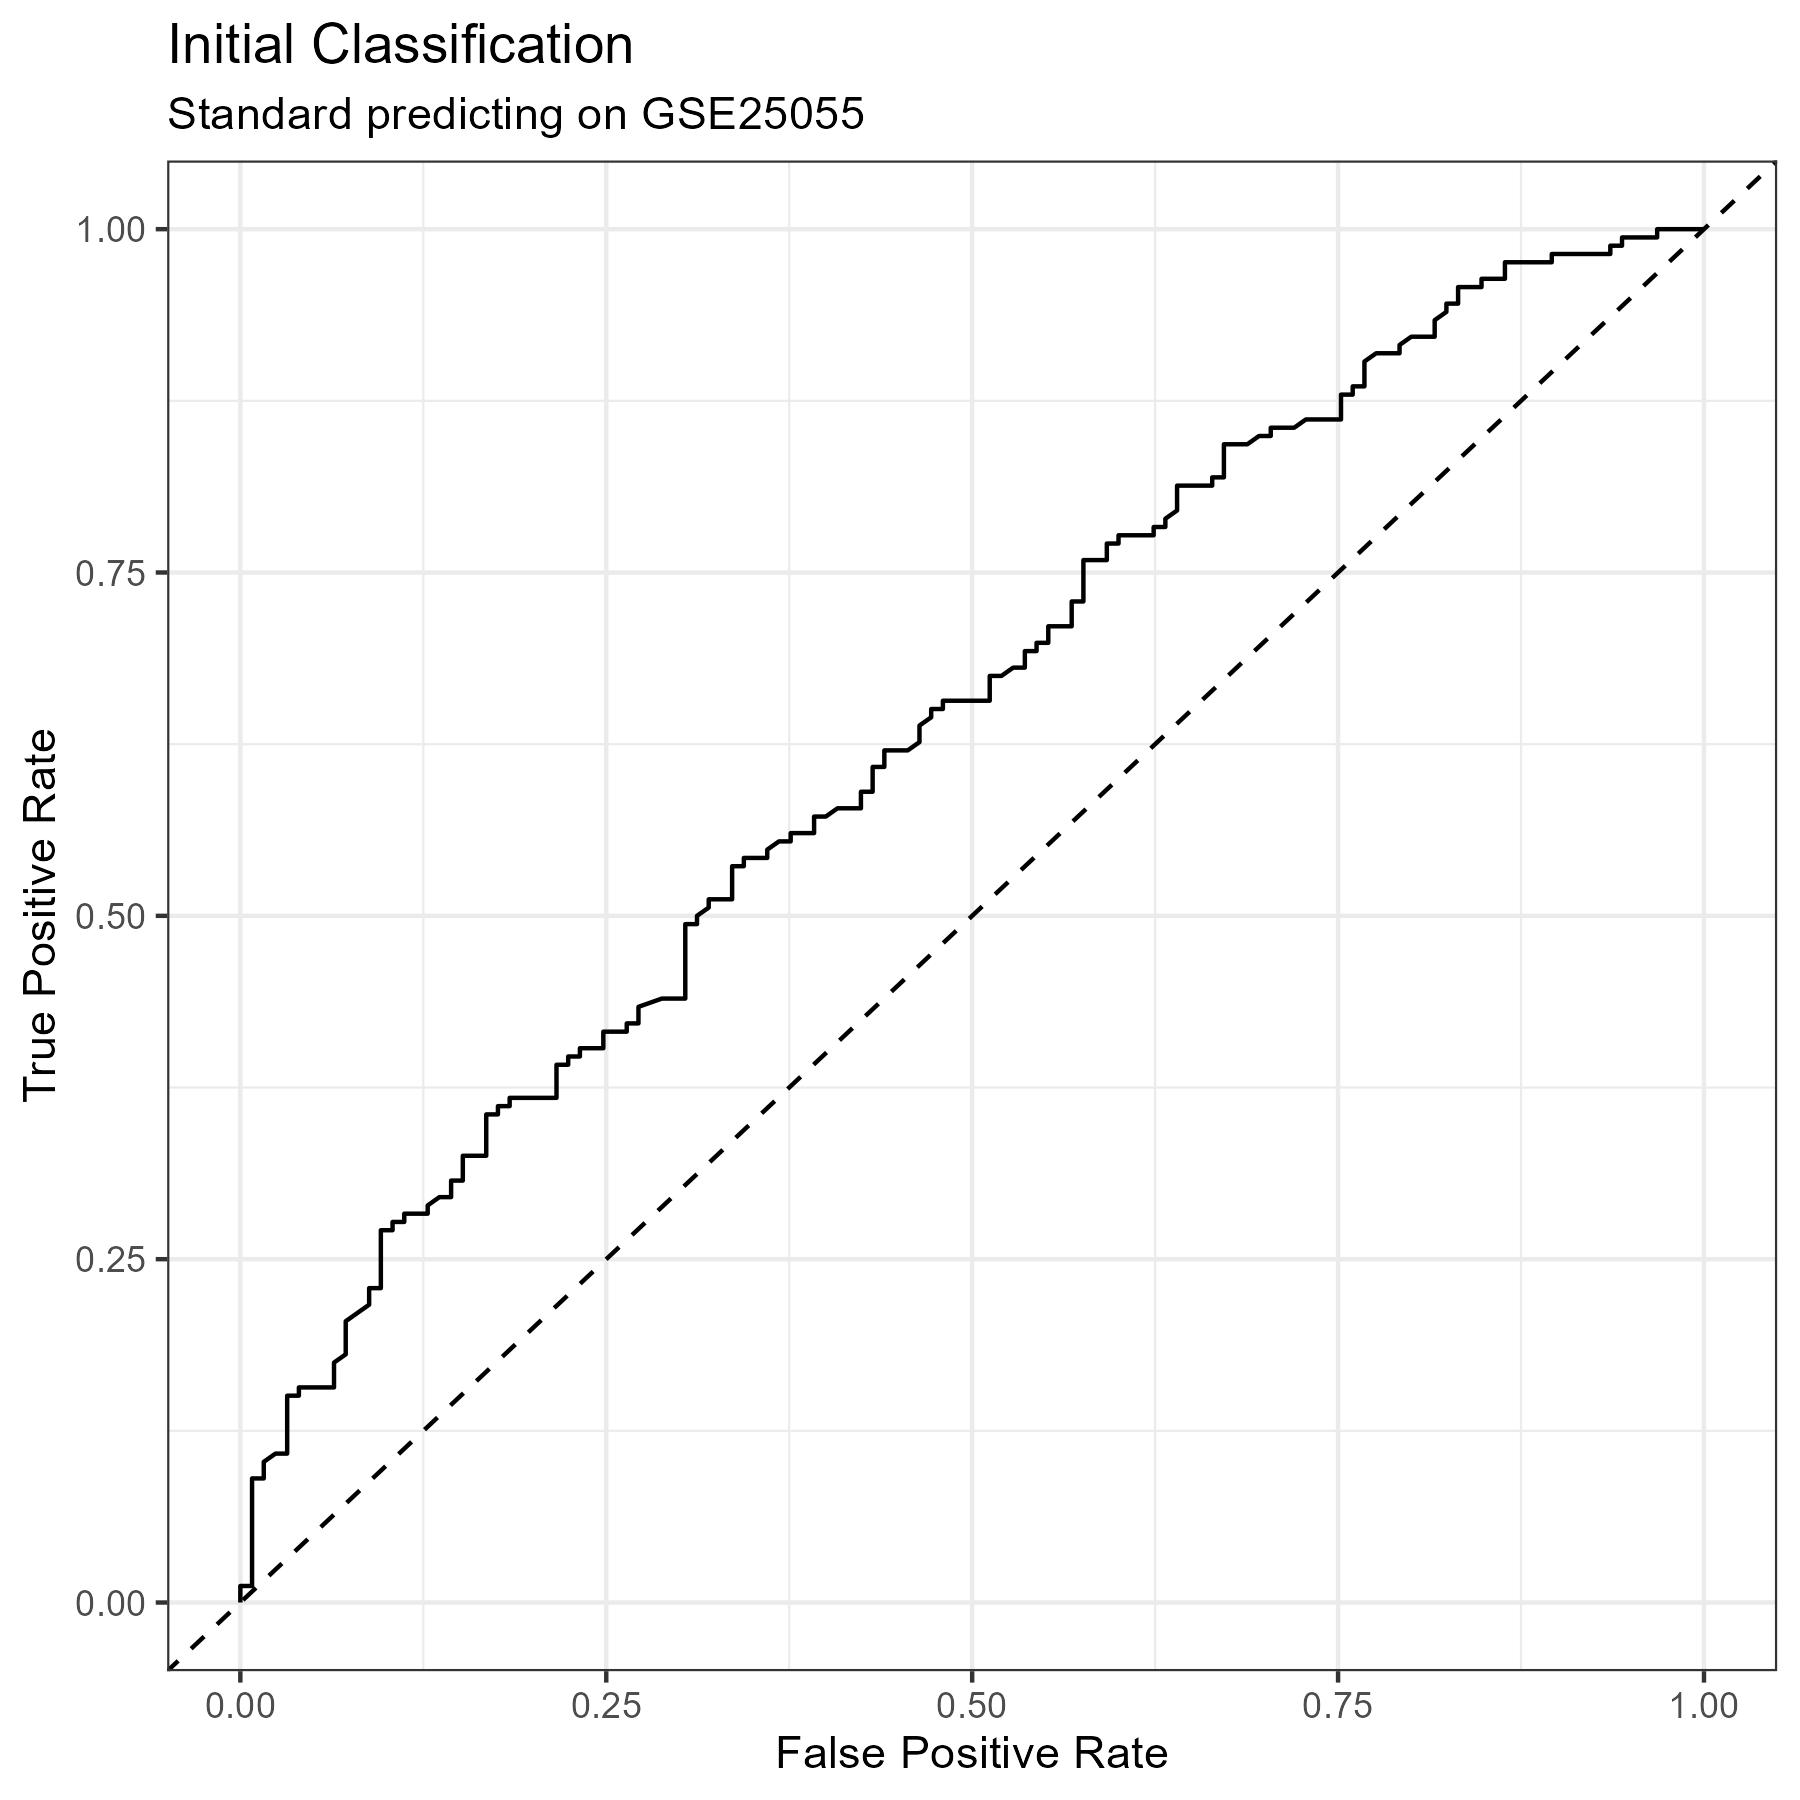 Initial Classification
Standard predicting on GSE25055
True Positive Rate
1.00
0.75
0.50
0.25
0.00
0.00 0.25 0.50 0.75 1.00
False Positive Rate